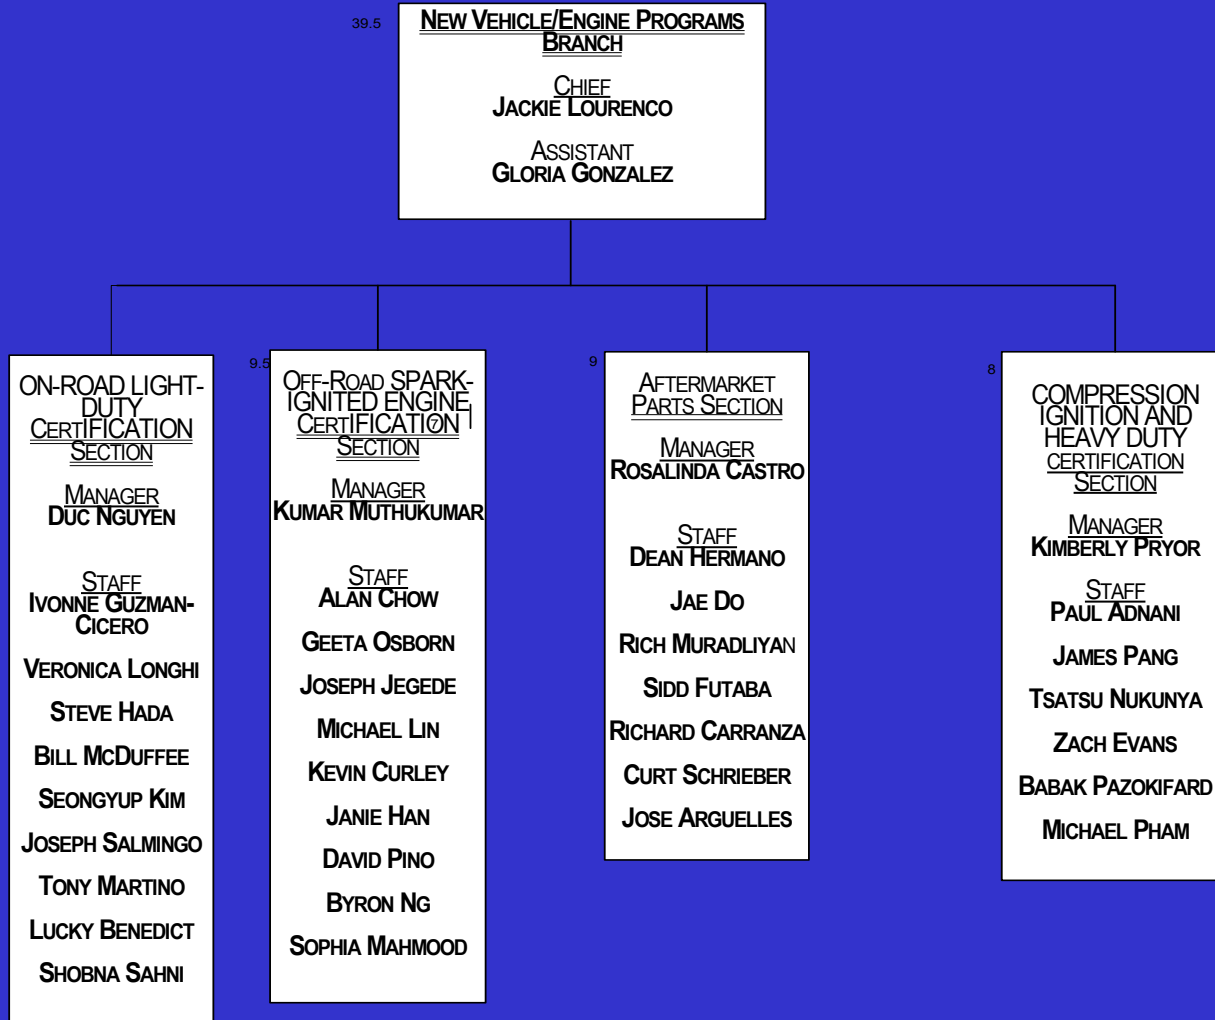 39.5
NEW VEHICLE/ENGINE PROGRAMS
BRANCH
CHIEF
JACKIE LOURENCO
ASSISTANT
GLORIA GONZALEZ
ON-ROAD LIGHT-
DUTY
CertIFICATION
SECTION
MANAGER
DUC NGUYEN
STAFF
IVONNE GUZMAN-
CICERO
VERONICA LONGHI
STEVE HADA
BILL MCDUFFEE
SEONGYUP KIM
JOSEPH SALMINGO
TONY MARTINO
LUCKY BENEDICT
SHOBNA SAHNI
9.5
OFF-ROAD SPARK-
IGNITED ENGINE
CERTIFICATION
7
SECTION
MANAGER
KUMAR MUTHUKUMAR
STAFF
ALAN CHOW
GEETA OSBORN
JOSEPH JEGEDE
MICHAEL LIN
KEVIN CURLEY
JANIE HAN
DAVID PINO
BYRON NG
SOPHIA MAHMOOD
9
AFTERMARKET
PARTS SECTION
MANAGER
ROSALINDA CASTRO
STAFF
DEAN HERMANO
JAE DO
RICH MURADLIYAN
SIDD FUTABA
RICHARD CARRANZA
CURT SCHRIEBER
JOSE ARGUELLES
8
COMPRESSION
IGNITION AND
HEAVY DUTY
CERTIFICATION
SECTION
MANAGER
KIMBERLY PRYOR
STAFF
PAUL ADNANI
JAMES PANG
TSATSU NUKUNYA
ZACH EVANS
BABAK PAZOKIFARD
MICHAEL PHAM